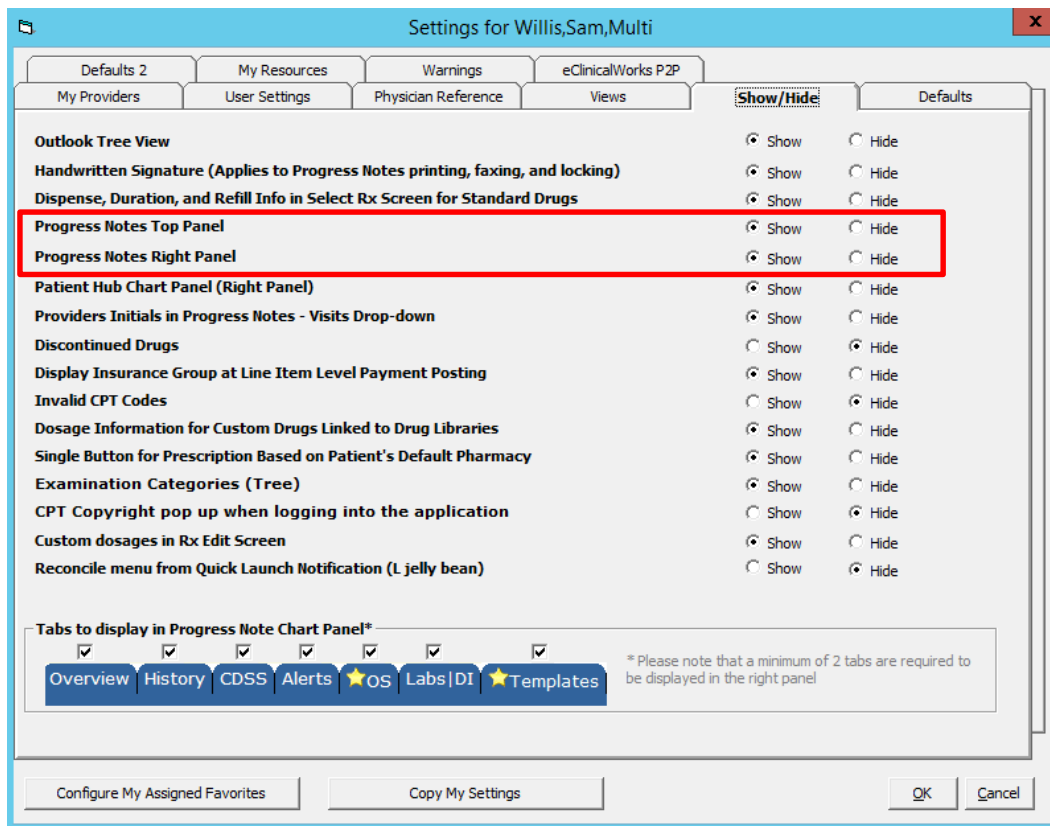 Settings for Willis,Sam,Multi
x
Defaults 2 My Resources Warnings eClinicalWorks P2P
My Providers User Settings Physician Reference Views Show/Hide Defaults
Outlook Tree View Show Hide
Handwritten Signature (Applies to Progress Notes printing, faxing, and locking) Show Hide
Dispense, Duration, and Refill Info in Select Rx Screen for Standard Drugs Show Hide
Progress Notes Top Panel Show Hide
Progress Notes Right Panel Show Hide
Patient Hub Chart Panel (Right Panel) Show Hide
Providers Initials in Progress Notes - Visits Drop-down Show Hide
Discontinued Drugs Show Hide
Display Insurance Group at Line Item Level Payment Posting Show Hide
Invalid CPT Codes Show Hide
Dosage Information for Custom Drugs Linked to Drug Libraries Show Hide
Single Button for Prescription Based on Patient's Default Pharmacy Show Hide
Examination Categories (Tree) Show Hide
CPT Copyright pop up when logging into the application Show Hide
Custom dosages in Rx Edit Screen Show Hide
Reconcile menu from Quick Launch Notification (L jelly bean) Show Hide
Tabs to display in Progress Note Chart Panel*
Overview History CDSS Alerts OS Labs|DI Templates
* Please note that a minimum of 2 tabs are required to
be displayed in the right panel
Configure My Assigned Favorites Copy My Settings OK Cancel